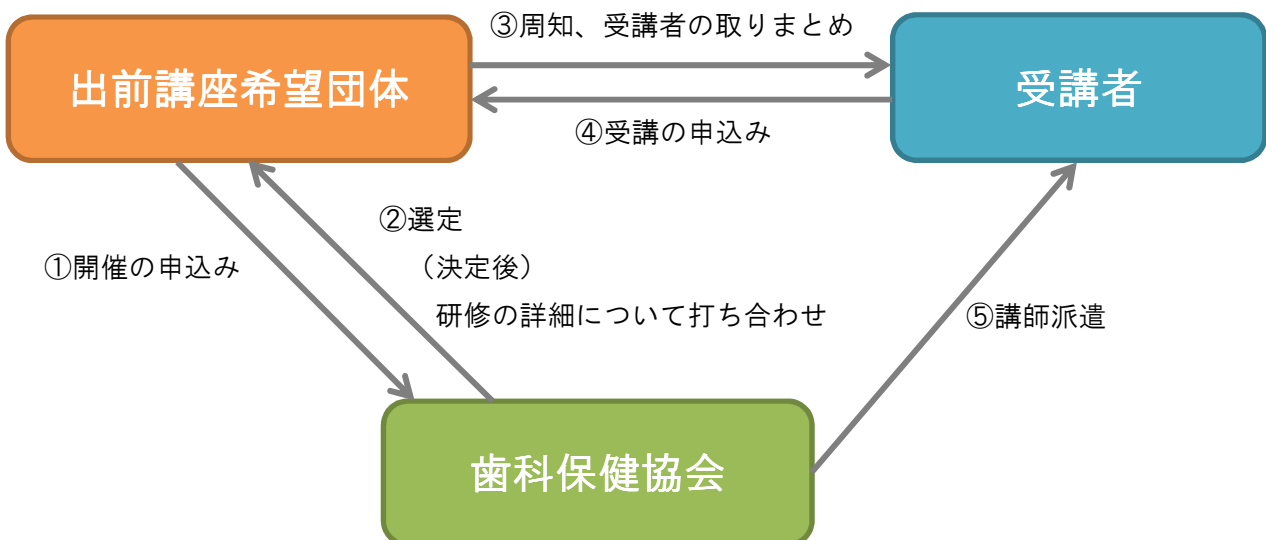 ③周知、受講者の取りまとめ
出前講座希望団体
受講者
④受講の申込み
②選定
①開催の申込み
（決定後）
研修の詳細について打ち合わせ
⑤講師派遣
歯科保健協会